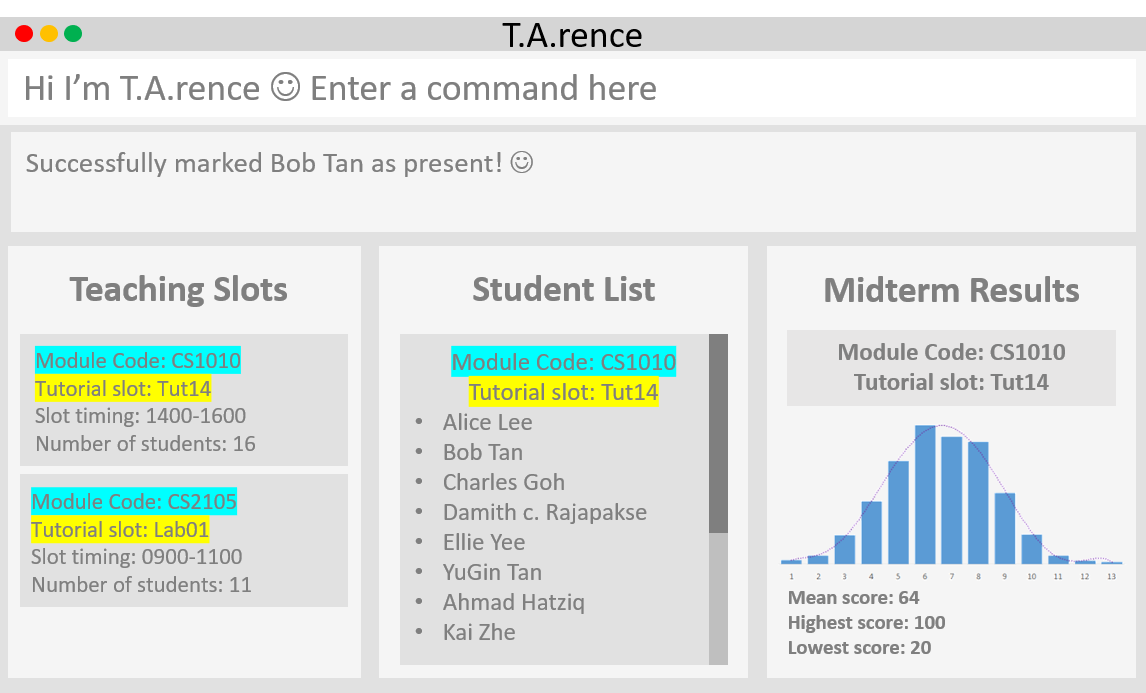 T.A.rence
Hi I’m T.A.rence ☺ Enter a command here
Successfully marked Bob Tan as present! ☺
Teaching Slots
Module Code: CS1010
Tutorial slot: Tut14
Slot timing: 1400-1600
Number of students: 16
Module Code: CS2105
Tutorial slot: Lab01
Slot timing: 0900-1100
Number of students: 11
Student List
Module Code: CS1010
Tutorial slot: Tut14
• Alice Lee
• Bob Tan
• Charles Goh
• Damith c. Rajapakse
• Ellie Yee
• YuGin Tan
• Ahmad Hatziq
• Kai Zhe
Midterm Results
Module Code: CS1010
Tutorial slot: Tut14
1 2 3 4 5 6 7 8 9 10 11 12 13
Mean score: 64
Highest score: 100
Lowest score: 20